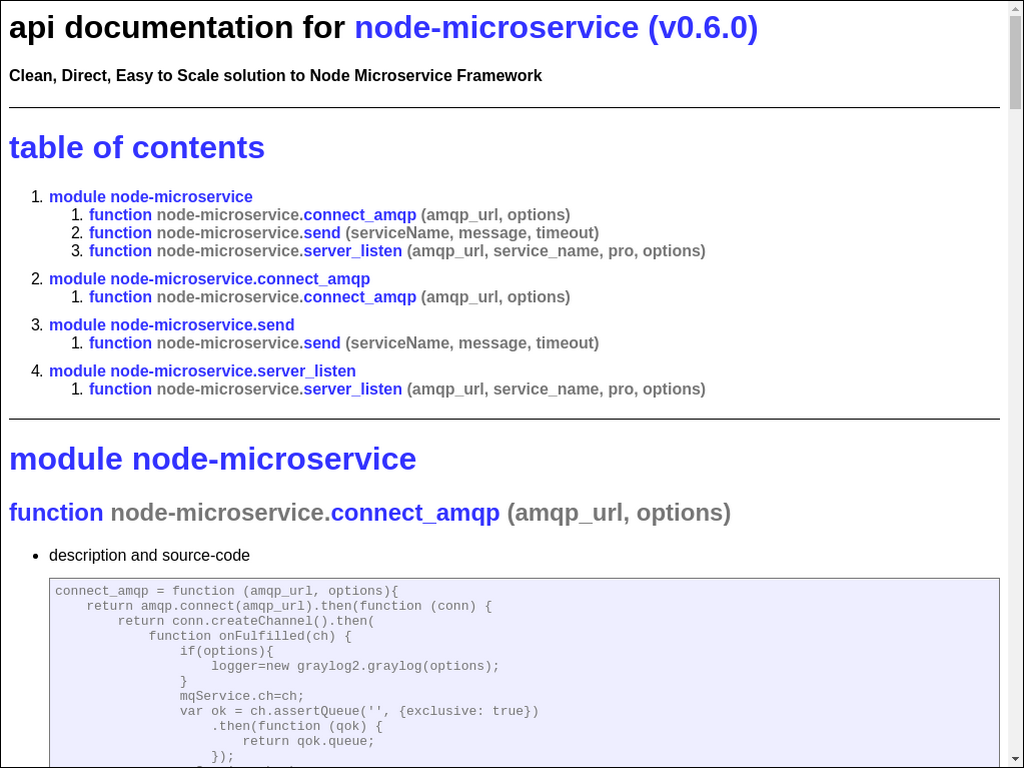 api documentation for node-microservice (v0.6.0)
Clean, Direct, Easy to Scale solution to Node Microservice Framework
table of contents
1. module node-microservice
1. function node-microservice.connect_amqp (amqp_url, options)
2. function node-microservice.send (serviceName, message, timeout)
3. function node-microservice.server_listen (amqp_url, service_name, pro, options)
2. module node-microservice.connect_amqp
1. function node-microservice.connect_amqp (amqp_url, options)
3. module node-microservice.send
1. function node-microservice.send (serviceName, message, timeout)
4. module node-microservice.server_listen
1. function node-microservice.server_listen (amqp_url, service_name, pro, options)
module node-microservice
function node-microservice.connect_amqp (amqp_url, options)
• description and source-code
connect_amqp = function (amqp_url, options){
    return amqp.connect(amqp_url).then(function (conn) {
        return conn.createChannel().then(
            function onFulfilled(ch) {
                if(options){
                    logger=new graylog2.graylog(options);
                }
                mqService.ch=ch;
                var ok = ch.assertQueue('', {exclusive: true})
                    .then(function (qok) {
                        return qok.queue;
                    });